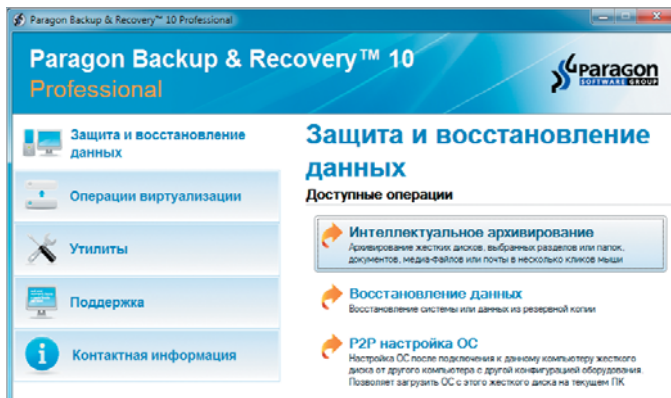 Paragon Backup & Recovery™ 10 Professional
Paragon Backup & Recovery™ 10
Professional
Paragon
SOFTWARE GROUP
Защита и восстановление
данных
Операции виртуализации
Утилиты
Поддержка
Контактная информация
Защита и восстановление
данных
Доступные операции
Интеллектуальное архивирование
Архивирование жестких дисков, выбранных разделов или папок,
документов, медиа-файлов или почты в несколько кликов мыши
Восстановление данных
Восстановление системы или данных из резервной копии
P2P настройка ОС
Настройка ОС после подключения к данному компьютеру жесткого
диска от другого компьютера с другой конфигурацией оборудования.
Позволяет загрузить ОС с этого жесткого диска на текущем ПК